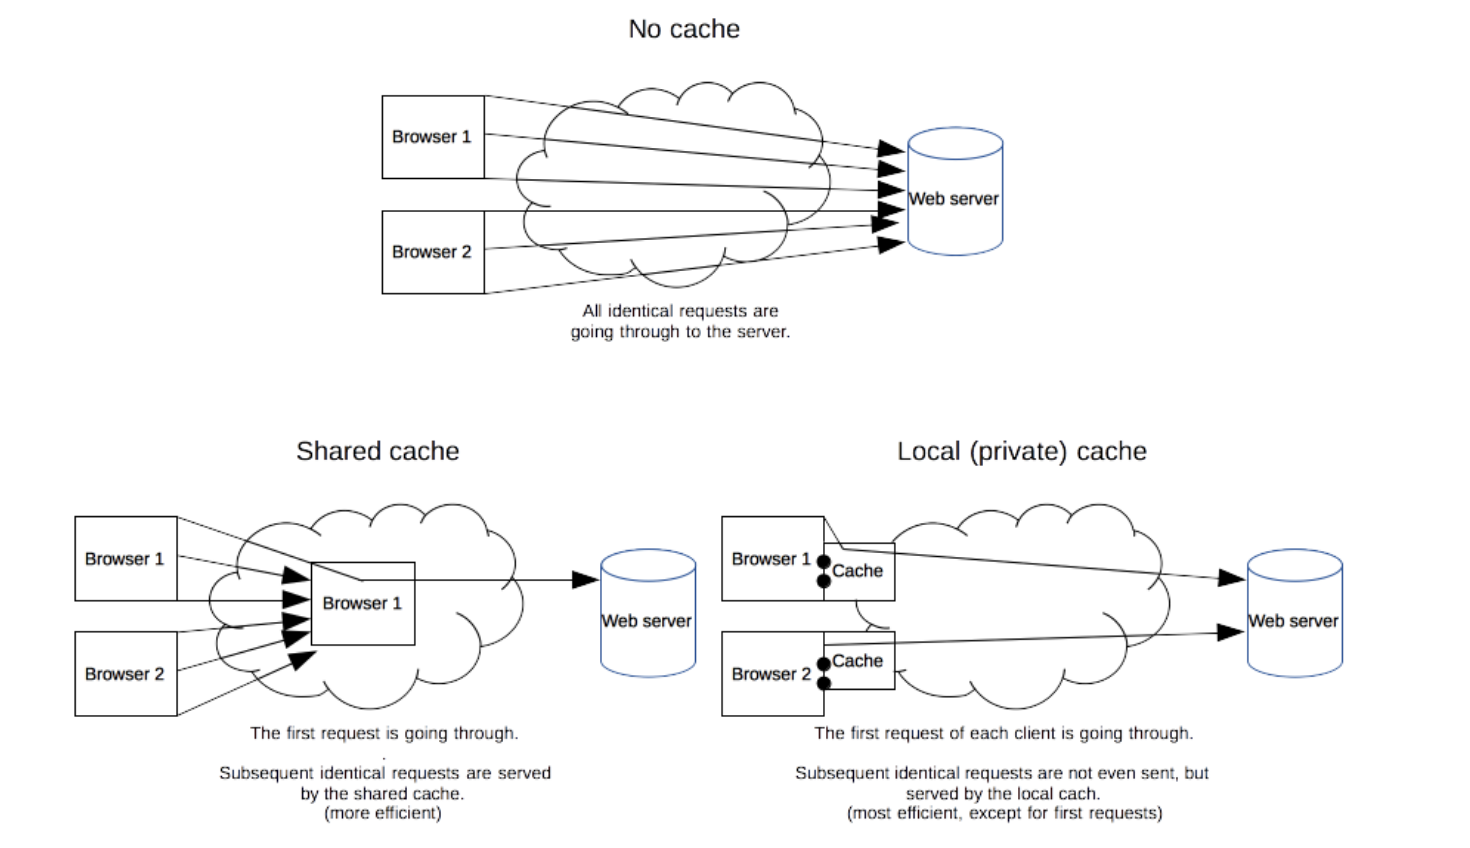 No cache
Browser 1
Browser 2
Web server
All identical requests are
going through to the server.
Shared cache
Browser 1
Browser 2
Browser 1
Web server
The first request is going through.
.
Subsequent identical requests are served
by the shared cache.
(more efficient)
Local (private) cache
Browser 1
Cache
Browser 2
Cache
Web server
The first request of each client is going through.
Subsequent identical requests are not even sent, but
served by the local cach.
(most efficient, except for first requests)